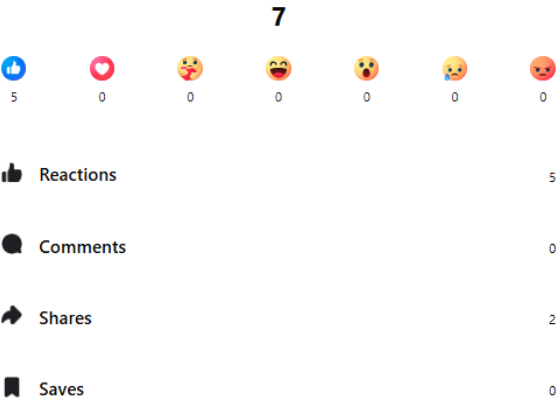 7
5 0 0 0 0 0 0
Reactions 5
Comments 0
Shares 2
Saves 0